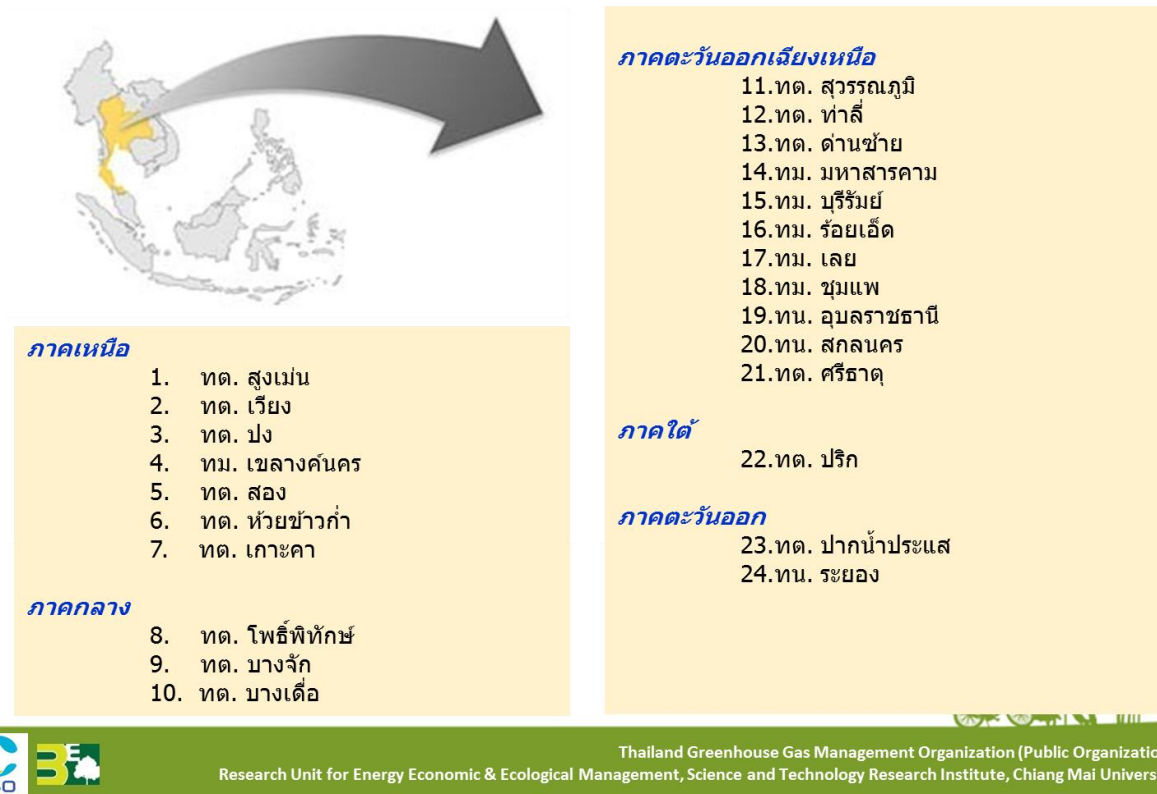 ภาคเหนือ
1. ทต. สูงเม่น
2. ทต. เวียง
3. ทต. ปง
4. ทม. เขลางค์นคร
5. ทต. สอง
6. ทต. ห้วยข้าวก่ำ
7. ทต. เกาะคา
ภาคกลาง
8. ทต. โพธิ์พิทักษ์
9. ทต. บางจัก
10. ทต. บางเดื่อ
ภาคตะวันออกเฉียงเหนือ
11.ทต. สุวรรณภูมิ
12.ทต. ท่าลี่
13.ทต. ด่านซ้าย
14.ทม. มหาสารคาม
15.ทม. บุรีรัมย์
16.ทม. ร้อยเอ็ด
17.ทม. เลย
18.ทม. ชุมแพ
19.ทน. อุบลราชธานี
20.ทน. สกลนคร
21.ทต. ศรีธาตุ
ภาคใต้
22.ทต. ปริก
ภาคตะวันออก
23.ทต. ปากน้ำประแส
24.ทน. ระยอง
Thailand Greenhouse Gas Management Organization (Public Organizatio
Research Unit for Energy Economic & Ecological Management, Science and Technology Research Institute, Chiang Mai Univers